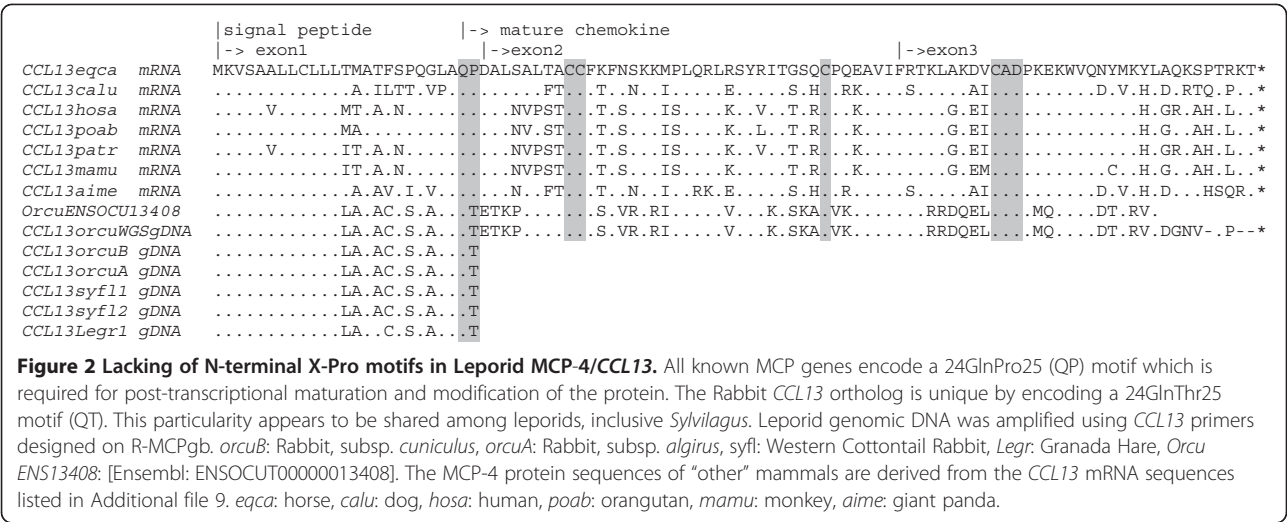 |signal peptide |-> mature chemokine
|-> exon1 |->exon2 |->exon3
CCL13eqca mRNA MKVSAALLCLLLTMATFSPQGLAQPDALSALTACCFKFNSKKMPLQRLRSYRITGSQCPQEAVIFRTKLAKDVCADPKEKWVQNYMKYLAQKSPTRKT*
CCL13calu mRNA .............A.ILTT.VP.........FT...T..N..I.....E.....S.H.RK....S.....AI...........D.V.H.D.RTQ.P..*
CCL13hosa mRNA ....V.......MT.A.N..........NVPST...T.S...IS....K..V..T.R...K.......G.EI..............H.GR.AH.L..*
CCL13poab mRNA ............MA..............NV.ST...T.S...IS....K..L..T.R...K.......G.EI..............H.G..AH.L..*
CCL13patr mRNA ....V.......IT.A.N..........NVPST...T.S...IS....K..V..T.R...K.......G.EI..............H.GR.AH.L..*
CCL13mamu mRNA ............IT.A.N..........NVPST...T.S...IS....K.....T.R...K.......G.EM...........C..H.G..AH.L..*
CCL13aime mRNA ............A.AV.I.V........N..FT...T..N..I..RK.E......S.H..R.....S.....AI...........D.V.H.D..HSQR.*
OrcuENSOCU13408 ............LA.AC.S.A...TETKP.......S.VR.RI.....V...K.SKA.VK........RRDQEL....MQ....DT.RV.
CCL13orcuWGSgDNA ............LA.AC.S.A...TETKP.......S.VR.RI.....V...K.SKA.VK........RRDQEL....MQ....DT.RV.DGNV-.P--*
CCL13orcuB gDNA ............LA.AC.S.A...T
CCL13orcuA gDNA ............LA.AC.S.A...T
CCL13syfl1 gDNA ............LA.AC.S.A...T
CCL13syfl2 gDNA ............LA.AC.S.A...T
CCL13Legr1 gDNA ............LA..C.S.A...T
Figure 2 Lacking of N-terminal X-Pro motifs in Leporid MCP-4/CCL13. All known MCP genes encode a 24GlnPro25 (QP) motif which is
required for post-transcriptional maturation and modification of the protein. The Rabbit CCL13 ortholog is unique by encoding a 24GlnThr25
motif (QT). This particularity appears to be shared among leporids, inclusive Sylvilagus. Leporid genomic DNA was amplified using CCL13 primers
designed on R-MCPgb. orcuB: Rabbit, subsp. cuniculus, orcuA: Rabbit, subsp. algirus, syfl: Western Cottontail Rabbit, Legr: Granada Hare, Orcu
ENS13408: [Ensembl: ENSOCUT00000013408]. The MCP-4 protein sequences of “other” mammals are derived from the CCL13 mRNA sequences
listed in Additional file 9. eqca: horse, calu: dog, hosa: human, poab: orangutan, mamu: monkey, aime: giant panda.